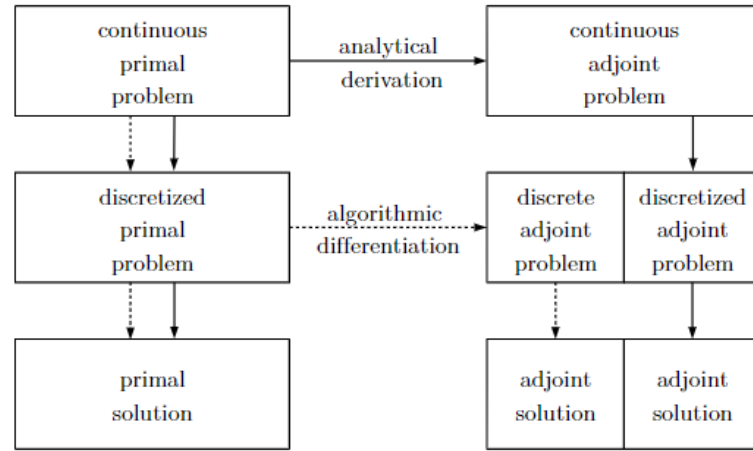 continuous
primal
problem
analytical
derivation
continuous
adjoint
problem
discretized
primal
problem
algorithmic
differentiation
discrete
adjoint
problem
discretized
adjoint
problem
primal
solution
adjoint
solution
adjoint
solution